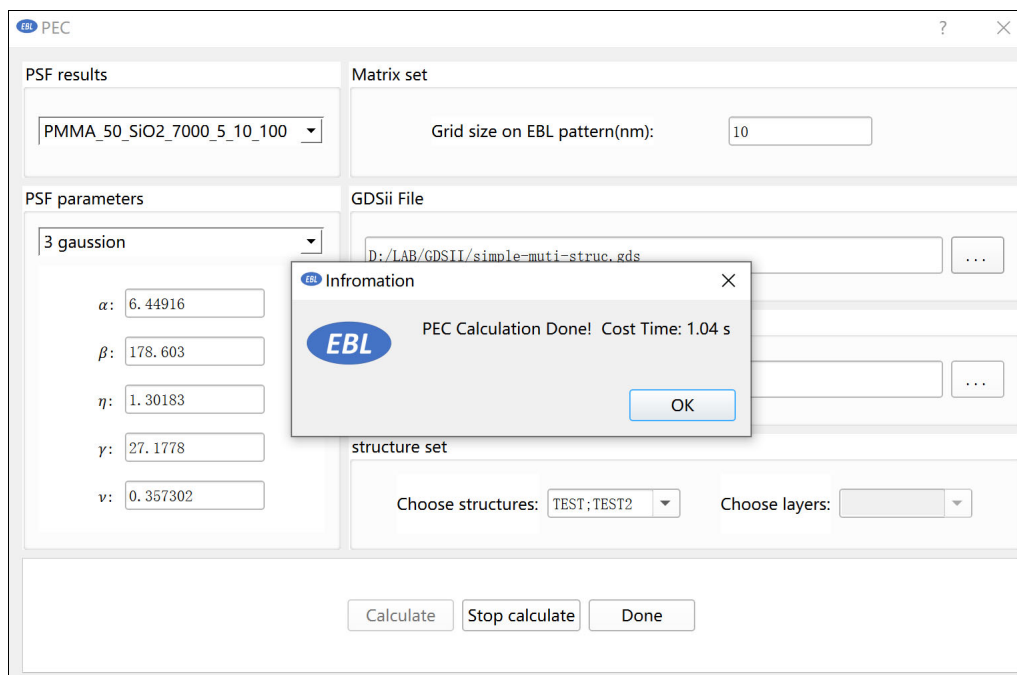 EBL PEC ?
PSF results
PMMA_50_SiO2_7000_5_10_100
Matrix set
Grid size on EBL pattern(nm): 10
PSF parameters
3 gaussion
α: 6.44916
β: 178.603
η: 1.30183
γ: 27.1778
ν: 0.357302
GDSii File
D:/LAB/GDSII/simple-muti-struc.gds
...
...
EBL Infromation
EBL
PEC Calculation Done! Cost Time: 1.04 s
OK
structure set
Choose structures: TEST;TEST2 Choose layers:
Calculate Stop calculate Done